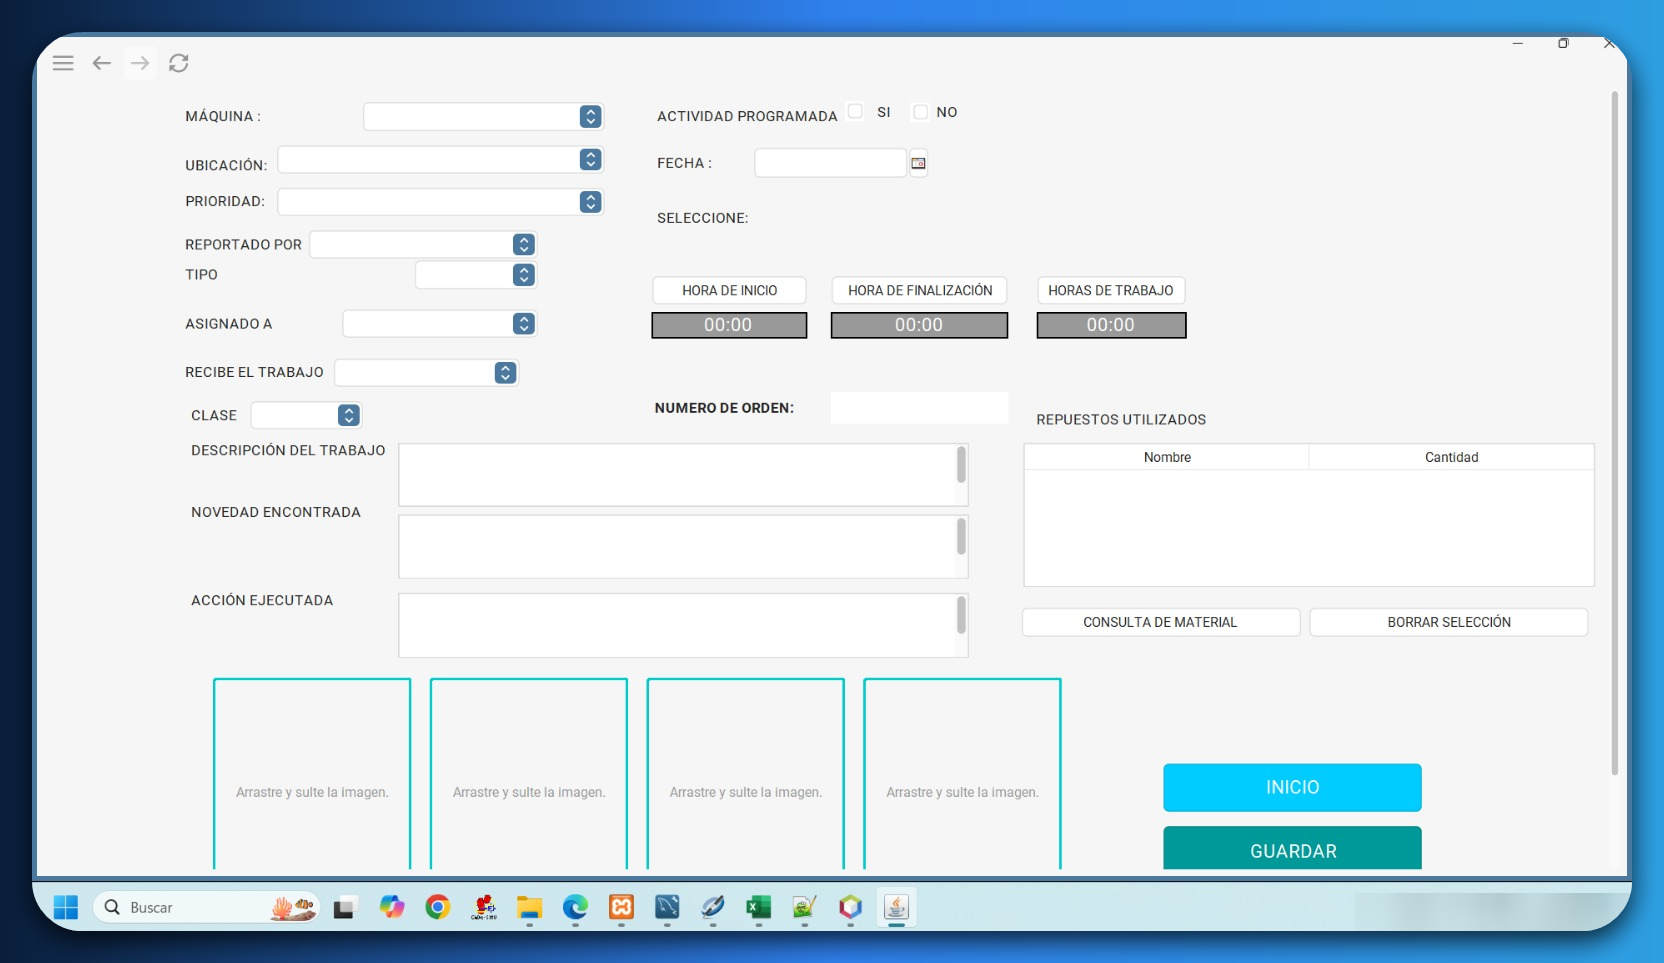 MÁQUINA :
ACTIVIDAD PROGRAMADA SI NO
UBICACIÓN:
FECHA :
PRIORIDAD:
SELECCIONE:
REPORTADO POR
TIPO
HORA DE INICIO HORA DE FINALIZACIÓN HORAS DE TRABAJO
00:00 00:00 00:00
ASIGNADO A
RECIBE EL TRABAJO
CLASE
NUMERO DE ORDEN:
REPUESTOS UTILIZADOS
DESCRIPCIÓN DEL TRABAJO
Nombre Cantidad
NOVEDAD ENCONTRADA
ACCIÓN EJECUTADA
CONSULTA DE MATERIAL BORRAR SELECCIÓN
Arrastre y sulte la imagen. Arrastre y sulte la imagen. Arrastre y sulte la imagen. Arrastre y sulte la imagen.
INICIO
GUARDAR
Buscar